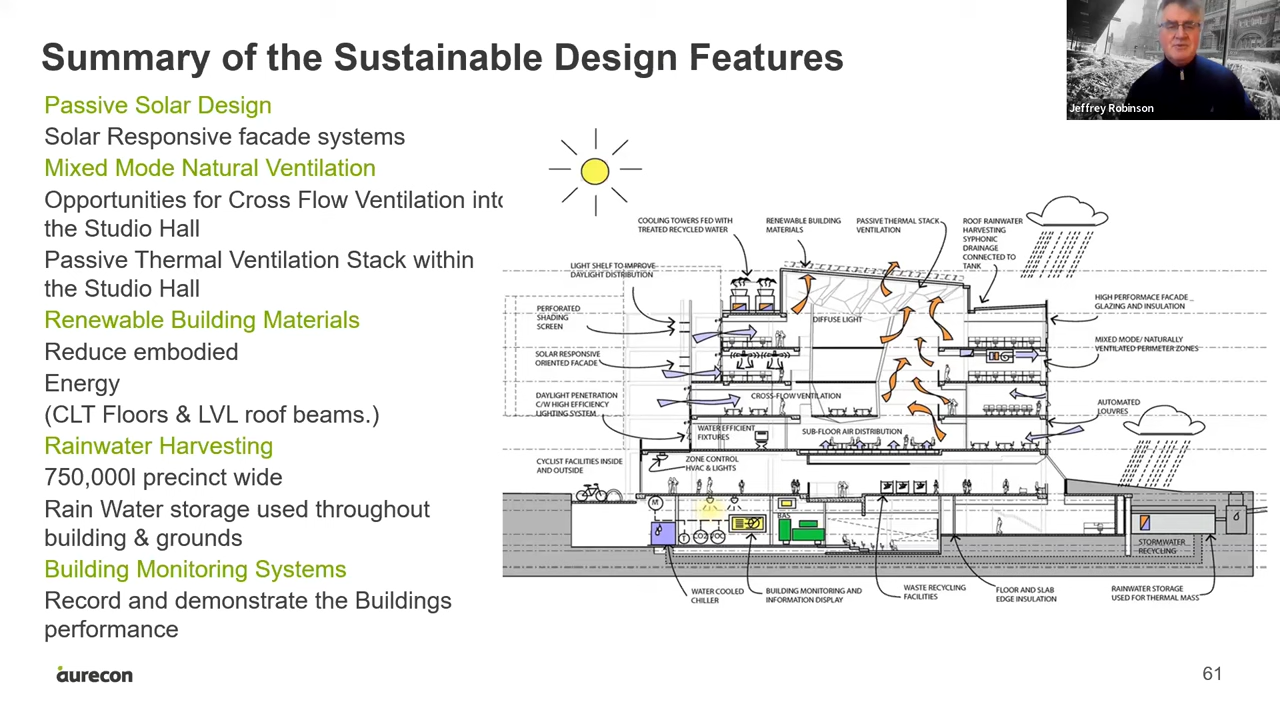 Summary of the Sustainable Design Features
Jeffrey Robinson
Passive Solar Design
Solar Responsive facade systems
Mixed Mode Natural Ventilation
Opportunities for Cross Flow Ventilation into
the Studio Hall
Passive Thermal Ventilation Stack within
the Studio Hall
Renewable Building Materials
Reduce embodied
Energy
(CLT Floors & LVL roof beams.)
Rainwater Harvesting
750,000l precinct wide
Rain Water storage used throughout
building & grounds
Building Monitoring Systems
Record and demonstrate the Buildings
performance
COOLING TOWERS FED WITH
TREATED RECYCLED WATER
RENEWABLE BUILDING
MATERIALS
PASSIVE THERMAL STACK
VENTILATION
ROOF RAINWATER
HARVESTING
SYPHONIC
DRAINAGE
CONNECTED TO
TANK
LIGHT SHELF TO IMPROVE
DAYLIGHT DISTRIBUTION
PERFORATED
SHADING
SCREEN
DIFFUSE LIGHT
HIGH PERFORMACE FACADE
GLAZING AND INSULATION
SOLAR RESPONSIVE
ORIENTED FACADE
MIXED MODE/ NATURALLY
VENTILATED PERIMETER ZONES
DAYLIGHT PENETRATION
C/W HIGH EFFICIENCY
LIGHTING SYSTEM
CROSS-FLOW VENTILATION
AUTOMATED
LOUVRES
WATER EFFICIENT
FIXTURES
SUB-FLOOR AIR DISTRIBUTION
CYCLIST FACILITIES INSIDE
AND OUTSIDE
ZONE CONTROL
HVAC & LIGHTS
M
BAS
STORMWATER
RECYCLING
WATER COOLED
CHILLER
BUILDING MONITORING AND
INFORMATION DISPLAY
WASTE RECYCLING
FACILITIES
FLOOR AND SLAB
EDGE INSULATION
RAINWATER STORAGE
USED FOR THERMAL MASS
aurecon
61